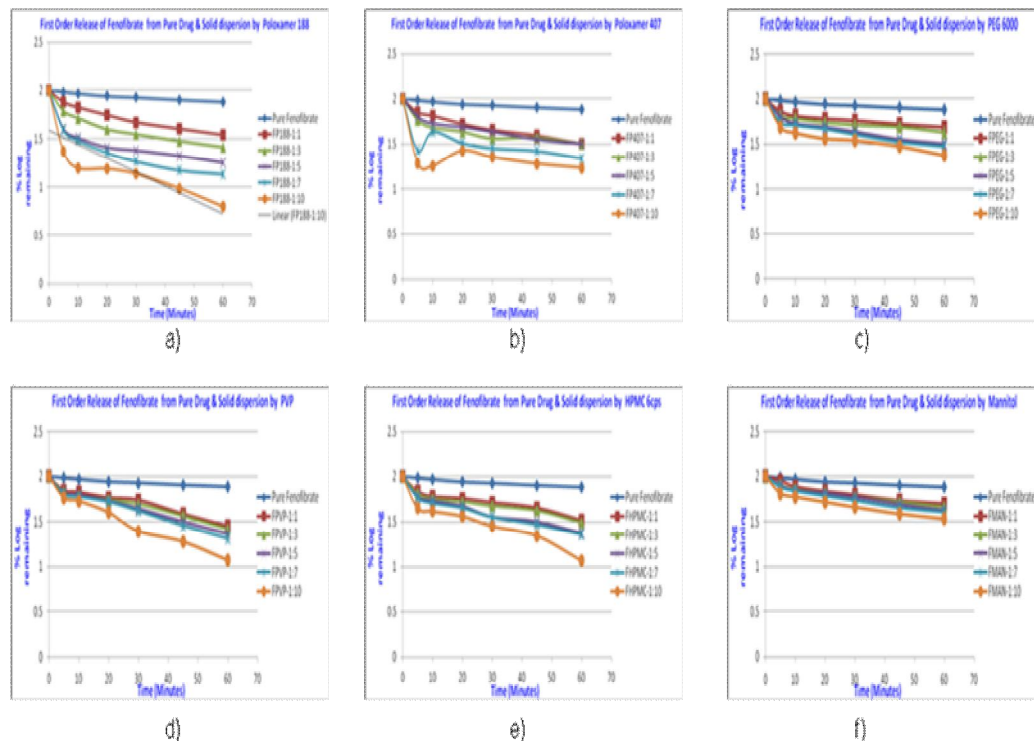 First Order Release of Fenofibrate from Pure Drug & Solid dispersion by Poloxamer 188
2.5
2
1.5
1
0.5
0
% Log
remaining
0 10 20 30 40 50 60 70
Time (Minutes)
Pure Fenofibrate
FP188-1:1
FP188-1:3
FP188-1:5
FP188-1:7
FP188-1:10
Linear (FP188-1:10)
a)
First Order Release of Fenofibrate from Pure Drug & Solid dispersion by Poloxamer 407
2.5
2
1.5
1
0.5
0
% Log
remaining
0 10 20 30 40 50 60 70
Time (Minutes)
Pure Fenofibrate
FP407-1:1
FP407-1:3
FP407-1:5
FP407-1:7
FP407-1:10
b)
First Order Release of Fenofibrate from Pure Drug & Solid dispersion by PEG 6000
2.5
2
1.5
1
0.5
0
% Log
remaining
0 10 20 30 40 50 60 70
Time (Minutes)
Pure Fenofibrate
FPEG-1:1
FPEG-1:3
FPEG-1:5
FPEG-1:7
FPEG-1:10
c)
First Order Release of Fenofibrate from Pure Drug & Solid dispersion by PVP
2.5
2
1.5
1
0.5
0
% Log
remaining
0 10 20 30 40 50 60 70
Time (Minutes)
Pure Fenofibrate
FPVP-1:1
FPVP-1:3
FPVP-1:5
FPVP-1:7
FPVP-1:10
d)
First Order Release of Fenofibrate from Pure Drug & Solid dispersion by HPMC 6cps
2.5
2
1.5
1
0.5
0
% Log
remaining
0 10 20 30 40 50 60 70
Time (Minutes)
Pure Fenofibrate
FHPMC-1:1
FHPMC-1:3
FHPMC-1:5
FHPMC-1:7
FHPMC-1:10
e)
First Order Release of Fenofibrate from Pure Drug & Solid dispersion by Mannitol
2.5
2
1.5
1
0.5
0
% Log
remaining
0 10 20 30 40 50 60 70
Time (Minutes)
Pure Fenofibrate
FMAN-1:1
FMAN-1:3
FMAN-1:5
FMAN-1:7
FMAN-1:10
f)